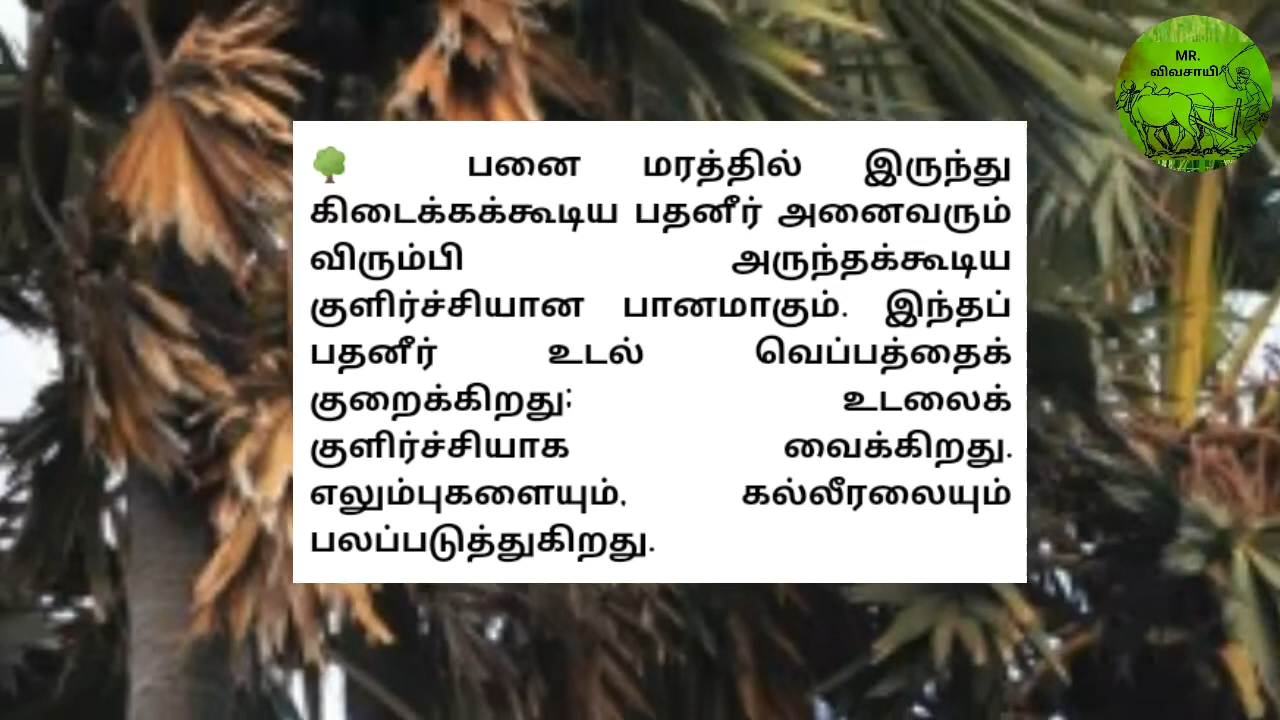 MR.
விவசாயி
🌳 பனை மரத்தில் இருந்து
கிடைக்கக்கூடிய பதனீர் அனைவரும்
விரும்பி அருந்தக்கூடிய
குளிர்ச்சியான பானமாகும். இந்தப்
பதனீர் உடல் வெப்பத்தைக்
குறைக்கிறது; உடலைக்
குளிர்ச்சியாக வைக்கிறது.
எலும்புகளையும், கல்லீரலையும்
பலப்படுத்துகிறது.